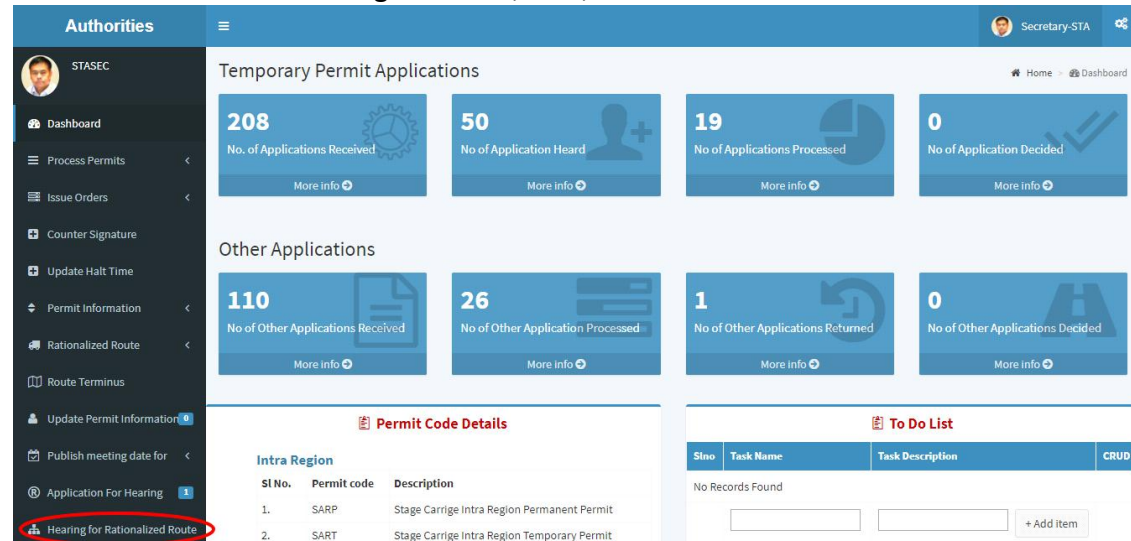 Authorities
Secretary-STA
STASEC
Temporary Permit Applications
Home > Dashboard
Dashboard
Process Permits
Issue Orders
Counter Signature
Update Halt Time
Permit Information
Rationalized Route
Route Terminus
Update Permit Information 0
Publish meeting date for
Application For Hearing 1
Hearing for Rationalized Route
208
No. of Applications Received
More info
50
No of Application Heard
More info
19
No of Applications Processed
More info
0
No of Application Decided
More info
Other Applications
110
No of Other Applications Received
More info
26
No of Other Application Processed
More info
1
No of Other Applications Returned
More info
0
No of Other Applications Decided
More info
Permit Code Details
Intra Region
Sl No. Permit code Description
1. SARP Stage Carrige Intra Region Permanent Permit
2. SART Stage Carrige Intra Region Temporary Permit
To Do List
Slno Task Name Task Description CRUD
No Records Found
+ Add item